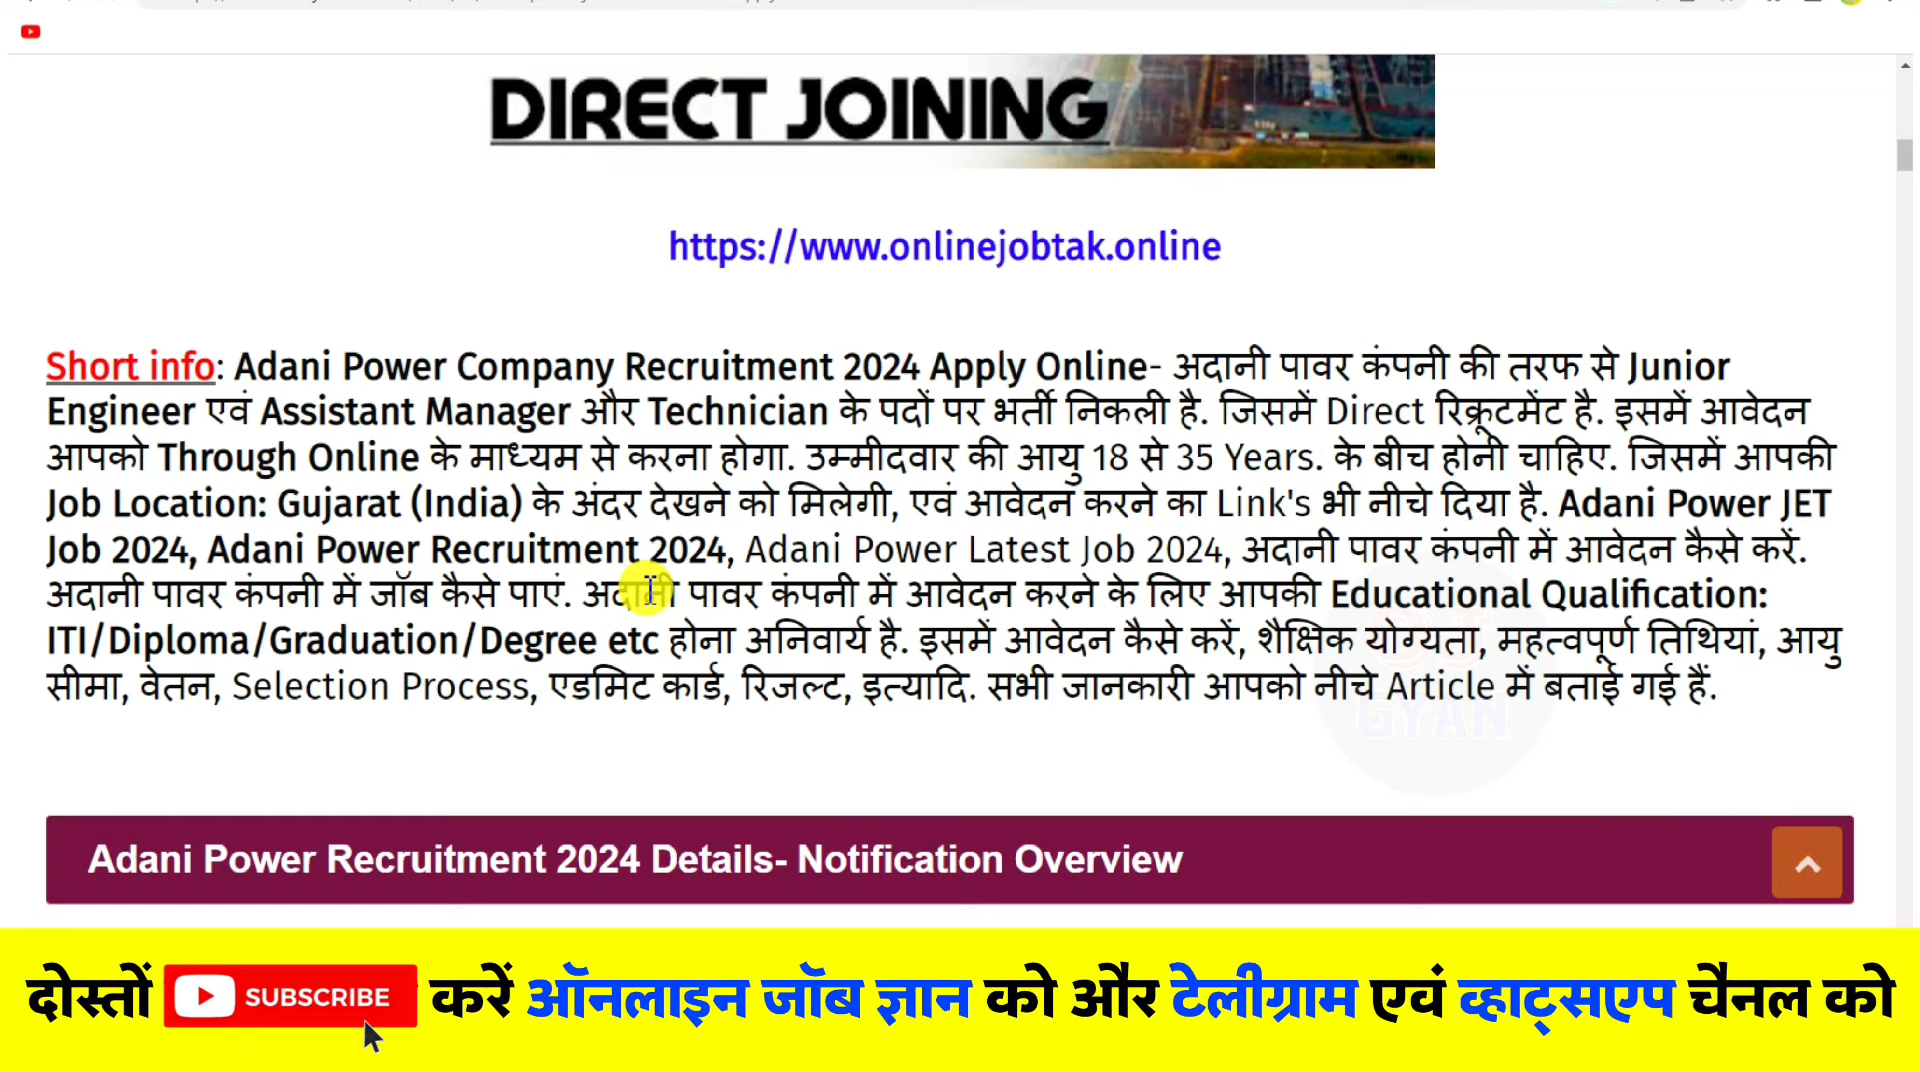 DIRECT JOINING
https://www.onlinejobtak.online
Short info: Adani Power Company Recruitment 2024 Apply Online- अदानी पावर कंपनी की तरफ से Junior
Engineer एवं Assistant Manager और Technician के पदों पर भर्ती निकली है. जिसमें Direct रिक्रूटमेंट है. इसमें आवेदन
आपको Through Online के माध्यम से करना होगा. उम्मीदवार की आयु 18 से 35 Years. के बीच होनी चाहिए. जिसमें आपकी
Job Location: Gujarat (India) के अंदर देखने को मिलेगी, एवं आवेदन करने का Link's भी नीचे दिया है. Adani Power JET
Job 2024, Adani Power Recruitment 2024, Adani Power Latest Job 2024, अदानी पावर कंपनी में आवेदन कैसे करें.
अदानी पावर कंपनी में जॉब कैसे पाएं. अदानी पावर कंपनी में आवेदन करने के लिए आपकी Educational Qualification:
ITI/Diploma/Graduation/Degree etc होना अनिवार्य है. इसमें आवेदन कैसे करें, शैक्षिक योग्यता, महत्वपूर्ण तिथियां, आयु
सीमा, वेतन, Selection Process, एडमिट कार्ड, रिजल्ट, इत्यादि. सभी जानकारी आपको नीचे Article में बताई गई हैं.
GYAN
Adani Power Recruitment 2024 Details- Notification Overview
दोस्तों SUBSCRIBE करें ऑनलाइन जॉब ज्ञान को और टेलीग्राम एवं व्हाट्सएप चैनल को